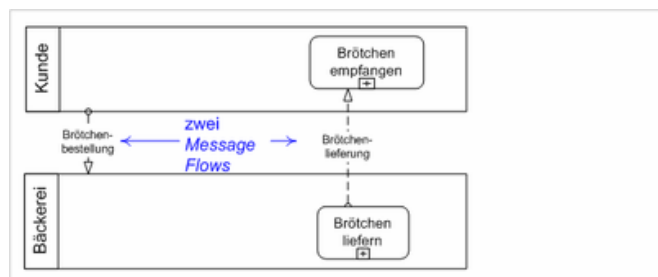 Kunde
Brötchen
empfangen
Brötchen-
bestellung
zwei
Message
Flows
Brötchen-
lieferung
Bäckerei
Brötchen
liefern